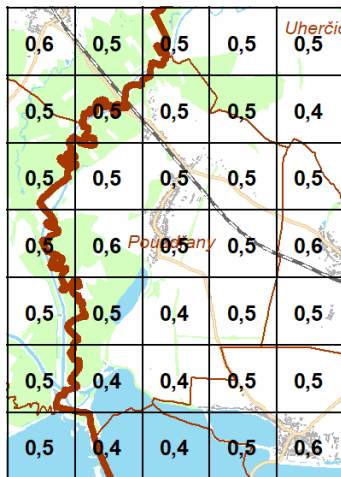 Uherčic
0,6 0,5 0,5 0,5 0,5
0,5 0,5 0,5 0,5 0,4
0,5 0,5 0,5 0,5 0,5
Pouzdřany
0,5 0,6 0,5 0,5 0,6
0,5 0,5 0,4 0,5 0,5
0,5 0,4 0,4 0,5 0,5
0,5 0,4 0,4 0,5 0,6